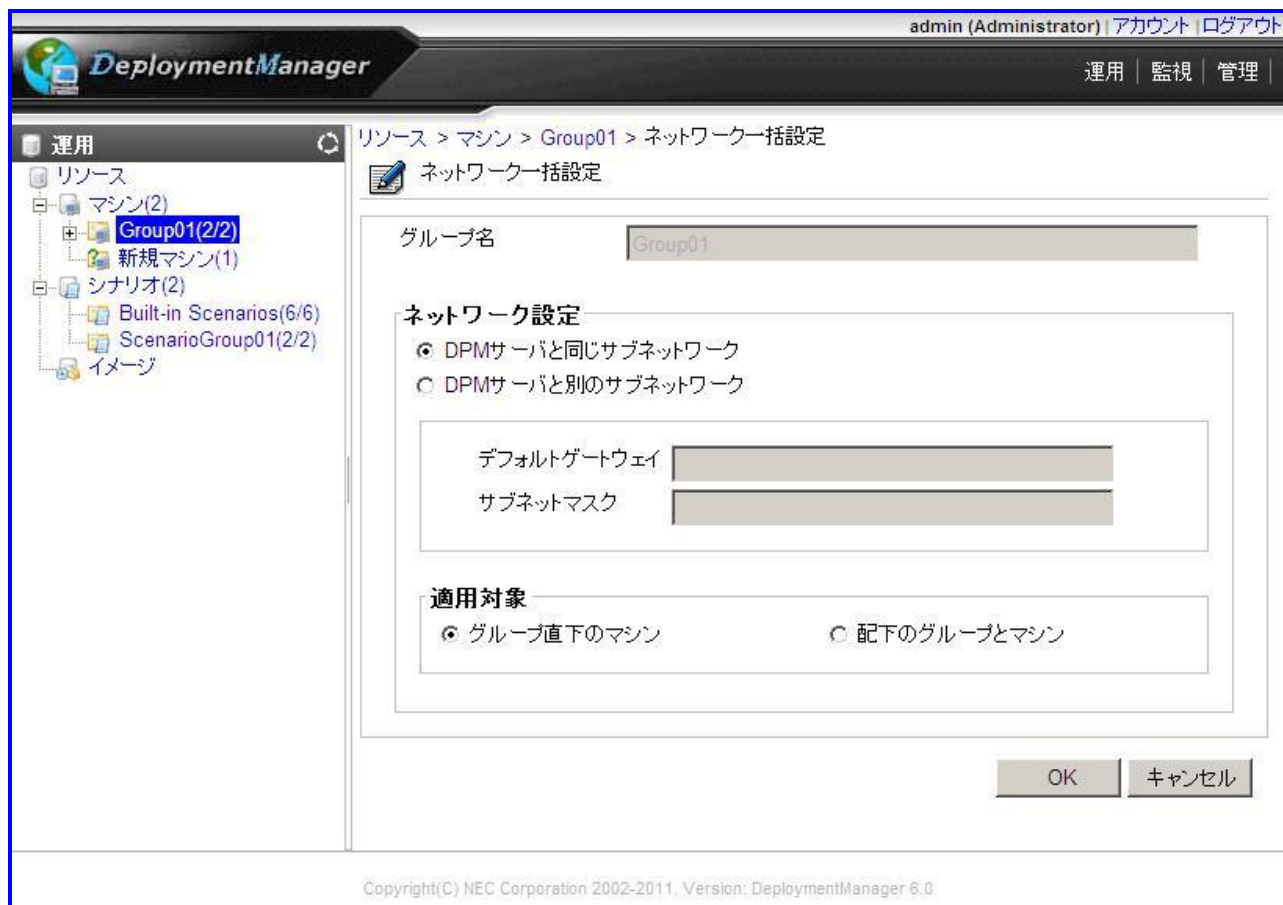 admin (Administrator) | アカウント | ログアウト
DeploymentManager
運用 | 監視 | 管理 |
運用
リソース
マシン(2)
Group01(2/2)
新規マシン(1)
シナリオ(2)
Built-in Scenarios(6/6)
ScenarioGroup01(2/2)
イメージ
リソース > マシン > Group01 > ネットワーク一括設定
ネットワーク一括設定
グループ名 Group01
ネットワーク設定
DPMサーバと同じサブネットワーク
DPMサーバと別のサブネットワーク
デフォルトゲートウェイ
サブネットマスク
適用対象
グループ直下のマシン 配下のグループとマシン
OK キャンセル
Copyright(C) NEC Corporation 2002-2011. Version: DeploymentManager 6.0